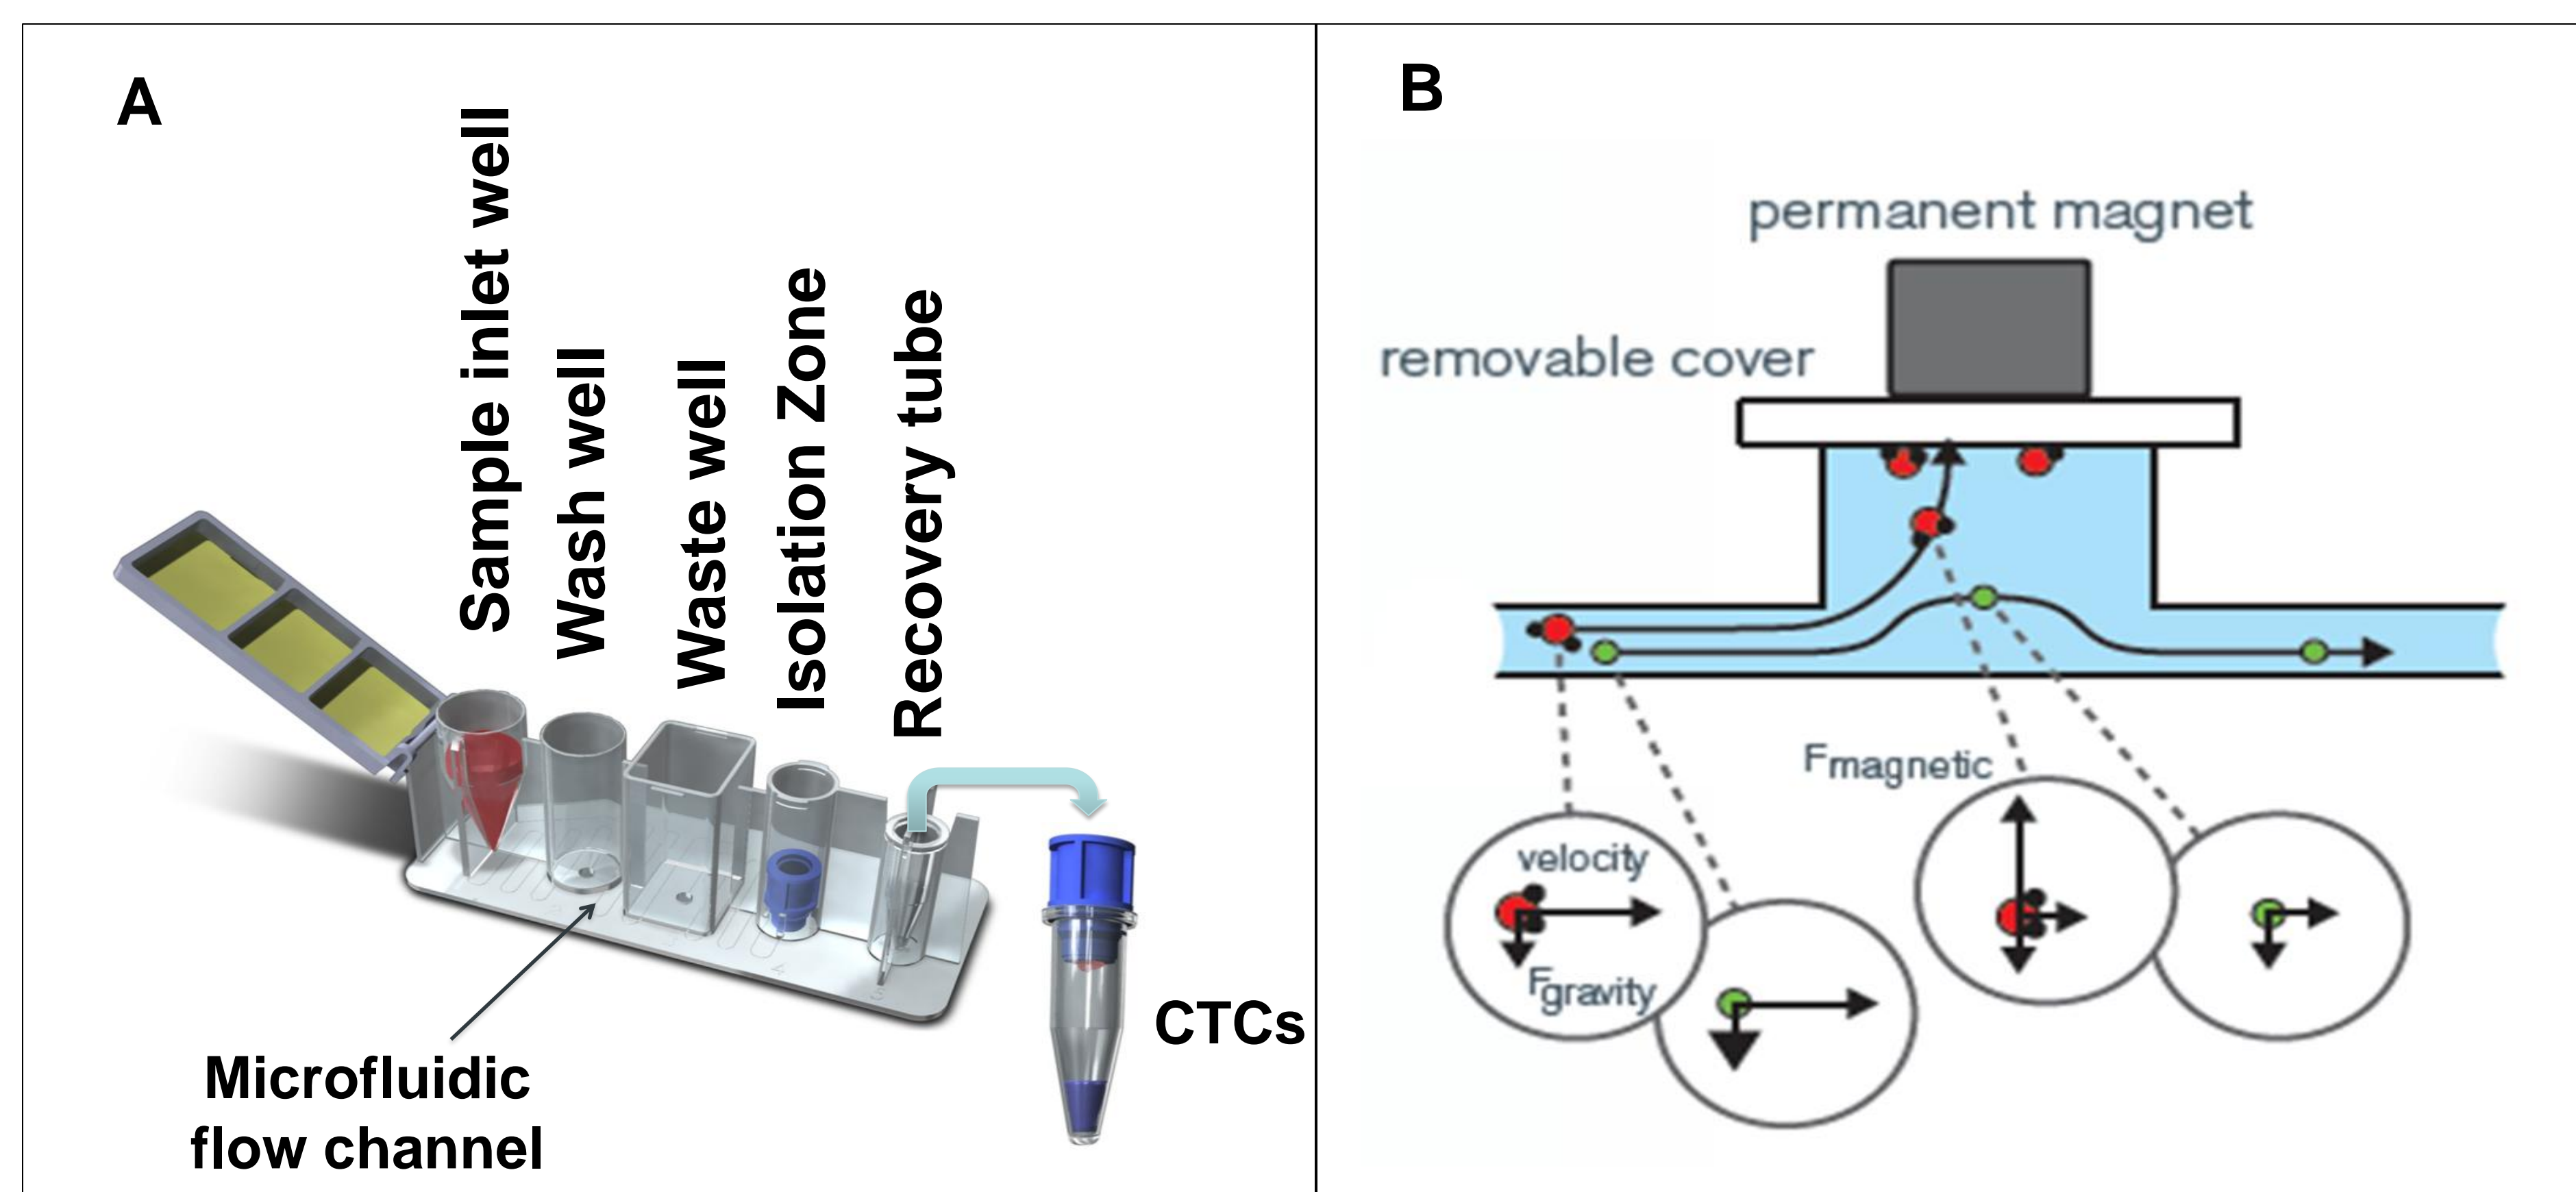 A
Sample inlet well
Wash well
Waste well
Isolation Zone
Recovery tube
Microfluidic
flow channel
CTCs
B
permanent magnet
removable cover
Fmagnetic
velocity
Fgravity